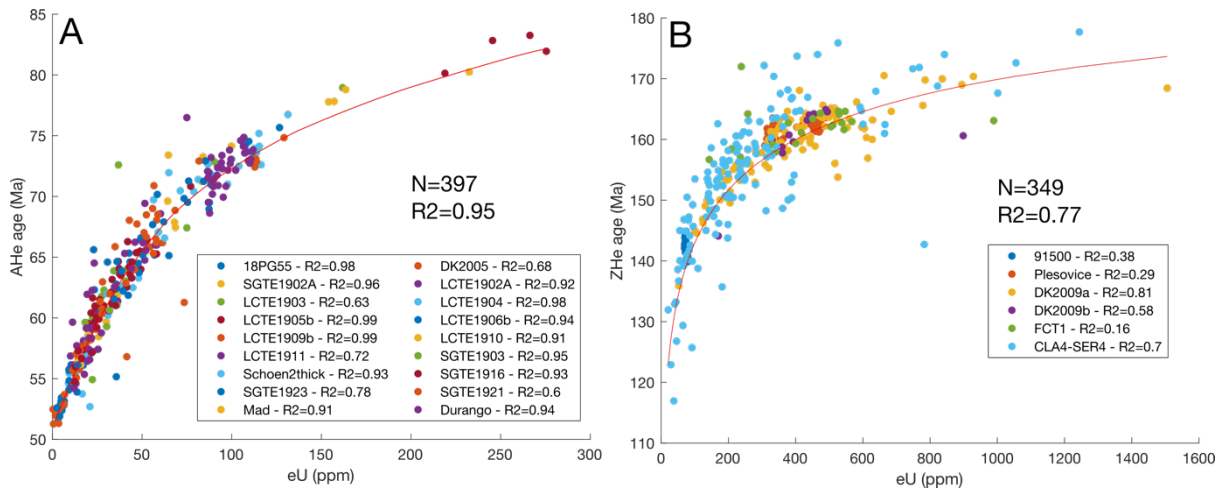 A
85
80
75
70
65
60
55
50
AHe age (Ma)
N=397
R2=0.95
18PG55 - R2=0.98 DK2005 - R2=0.68
SGTE1902A - R2=0.96 LCTE1902A - R2=0.92
LCTE1903 - R2=0.63 LCTE1904 - R2=0.98
LCTE1905b - R2=0.99 LCTE1906b - R2=0.94
LCTE1909b - R2=0.99 LCTE1910 - R2=0.91
LCTE1911 - R2=0.72 SGTE1903 - R2=0.95
Schoen2thick - R2=0.93 SGTE1916 - R2=0.93
SGTE1923 - R2=0.78 SGTE1921 - R2=0.6
Mad - R2=0.91 Durango - R2=0.94
0 50 100 150 200 250 300
eU (ppm)
B
180
170
160
150
140
130
120
110
ZHe age (Ma)
N=349
R2=0.77
91500 - R2=0.38
Plesovice - R2=0.29
DK2009a - R2=0.81
DK2009b - R2=0.58
FCT1 - R2=0.16
CLA4-SER4 - R2=0.7
0 200 400 600 800 1000 1200 1400 1600
eU (ppm)